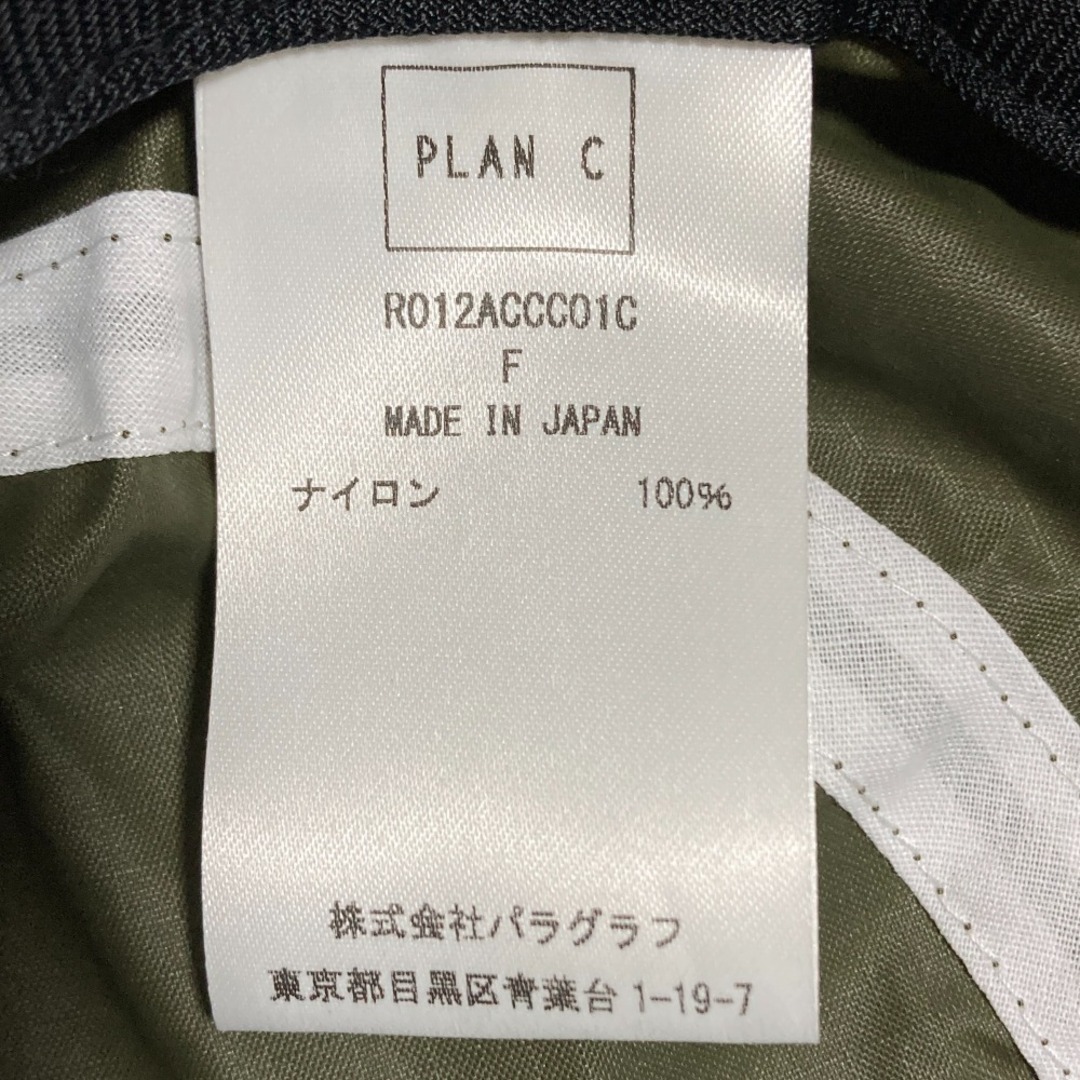 PLAN C
R012ACCC01C
F
MADE IN JAPAN
ナイロン 100%
株式会社パラグラフ
東京都目黒区青葉台1-19-7